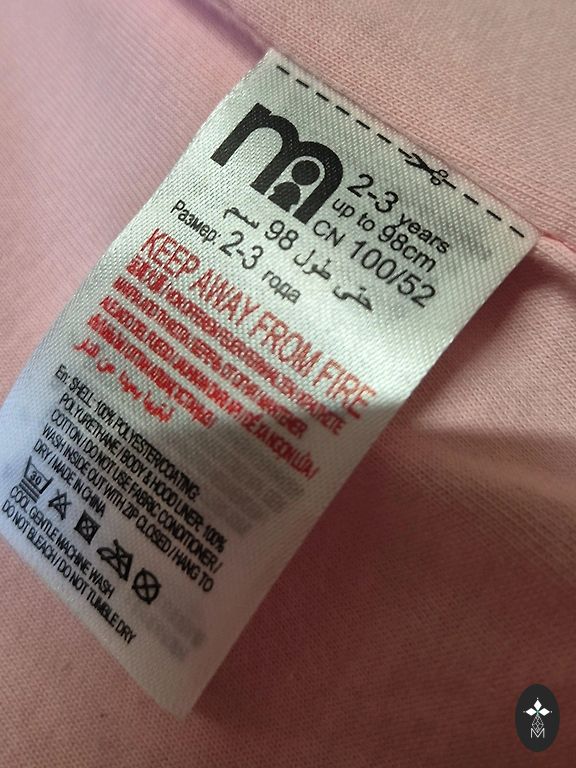 2-3 years
up to 98cm
CN 100/52
حتى طول 98 سم
Размер: 2-3 года
KEEP AWAY FROM FIRE
En: SHELL: 100% POLYESTER/COATING:
POLYURETHANE / BODY & HOOD LINER: 100%
COTTON / DO NOT USE FABRIC CONDITIONER /
WASH INSIDE OUT WITH ZIP CLOSED / HANG TO
DRY / MADE IN CHINA
30
COOL GENTLE MACHINE WASH
DO NOT BLEACH / DO NOT TUMBLE DRY